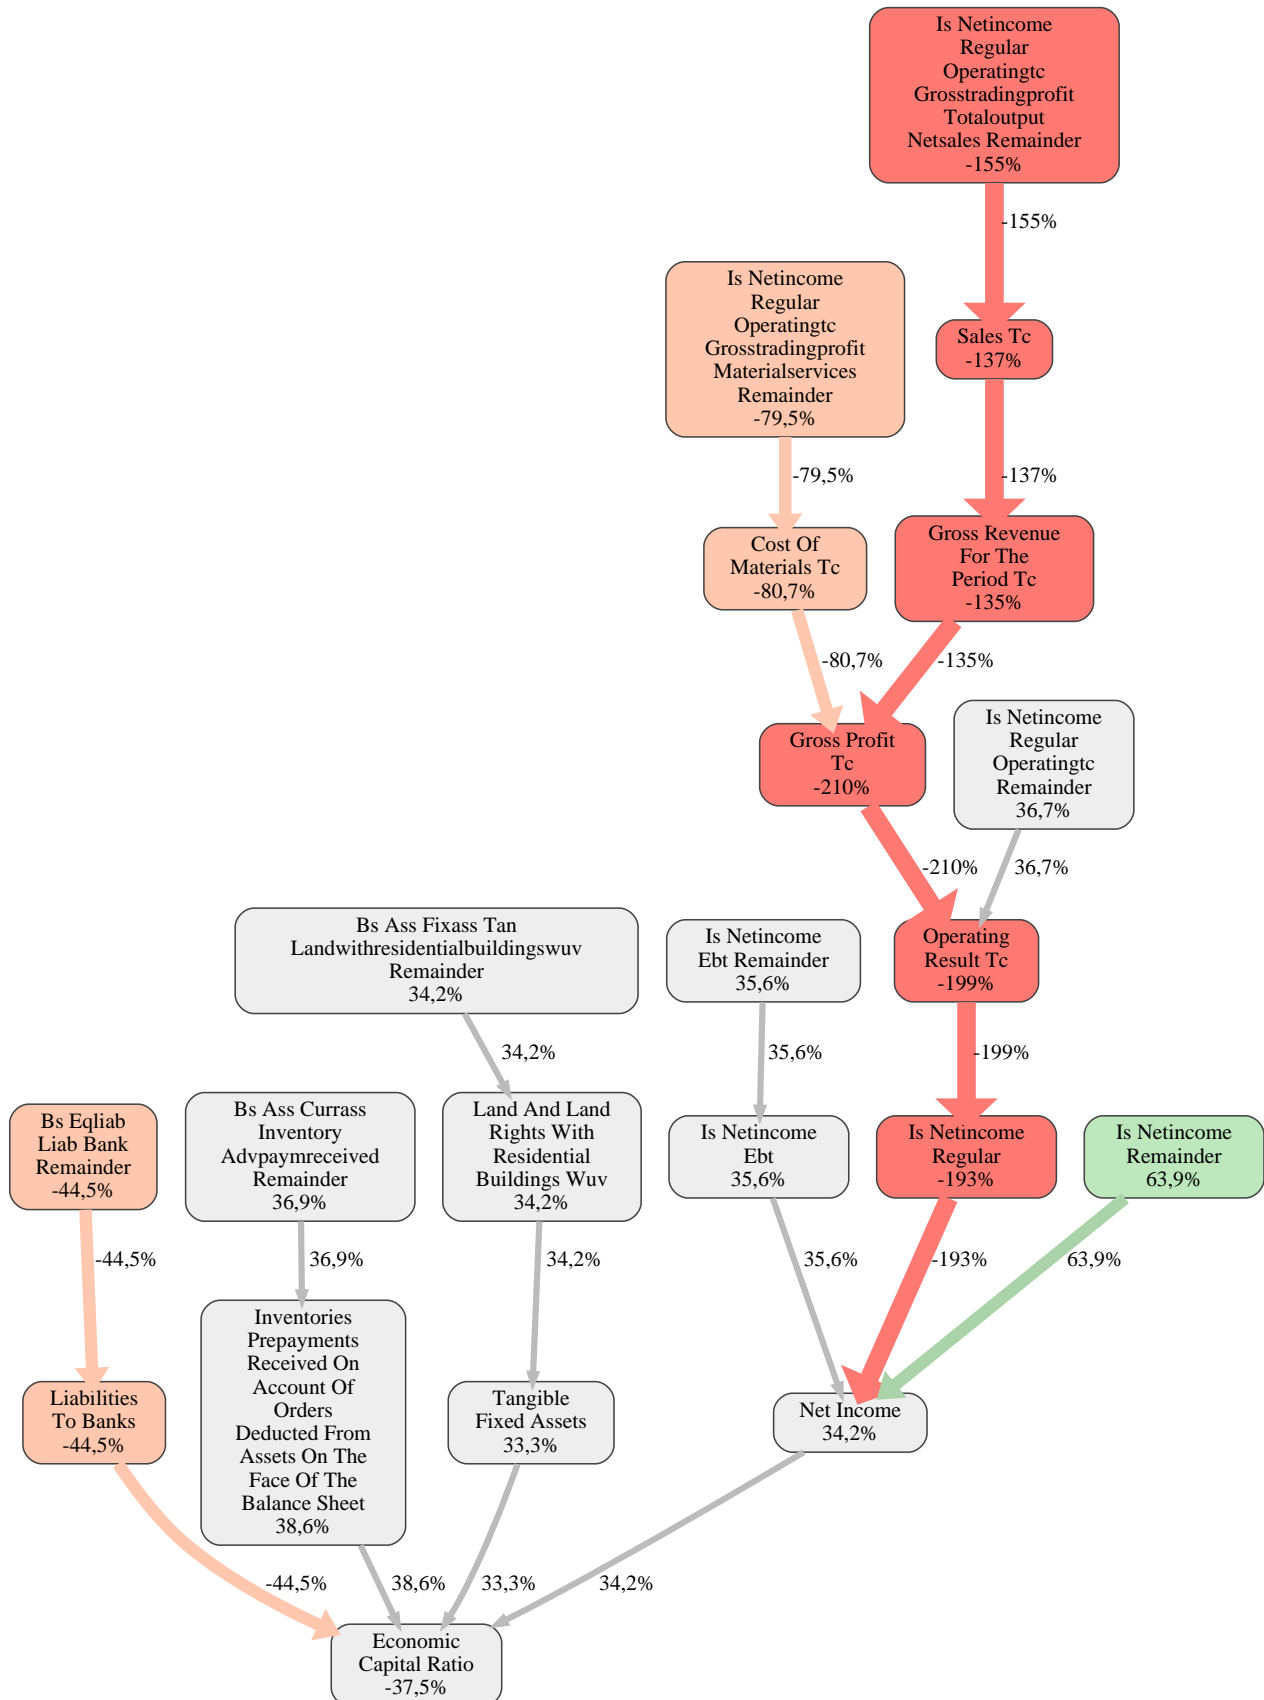 Is Netincome
Regular
Operatingtc
Grosstradingprofit
Totaloutput
Netsales Remainder
-155%
-155%
Is Netincome
Regular
Operatingtc
Grosstradingprofit
Materialservices
Remainder
-79,5%
Sales Tc
-137%
-79,5%
-137%
Cost Of
Materials Tc
-80,7%
Gross Revenue
For The
Period Tc
-135%
-80,7%
-135%
Gross Profit
Tc
-210%
Is Netincome
Regular
Operatingtc
Remainder
36,7%
-210%
36,7%
Bs Ass Fixass Tan
Landwithresidentialbuildingswuv
Remainder
34,2%
Is Netincome
Ebt Remainder
35,6%
Operating
Result Tc
-199%
34,2%
35,6%
-199%
Bs Eqliab
Liab Bank
Remainder
-44,5%
Bs Ass Currass
Inventory
Advpaymreceived
Remainder
36,9%
Land And Land
Rights With
Residential
Buildings Wuv
34,2%
Is Netincome
Ebt
35,6%
Is Netincome
Regular
-193%
Is Netincome
Remainder
63,9%
-44,5%
36,9%
34,2%
35,6%
-193%
63,9%
Liabilities
To Banks
-44,5%
Inventories
Prepayments
Received On
Account Of
Orders
Deducted From
Assets On The
Face Of The
Balance Sheet
38,6%
Tangible
Fixed Assets
33,3%
Net Income
34,2%
-44,5%
38,6%
33,3%
34,2%
Economic
Capital Ratio
-37,5%